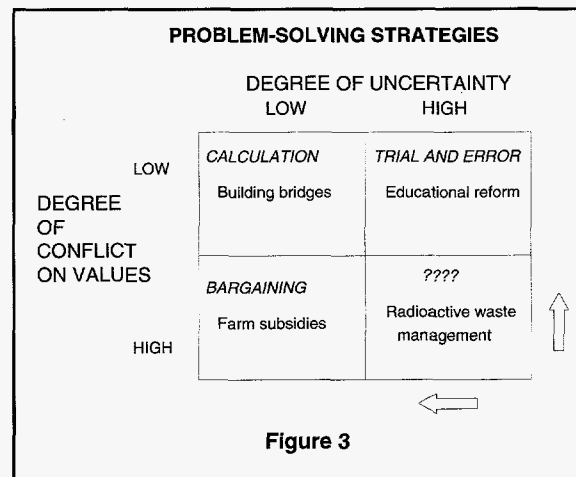 PROBLEM-SOLVING STRATEGIES
DEGREE OF UNCERTAINTY
LOW HIGH
LOW
CALCULATION TRIAL AND ERROR
Building bridges Educational reform
DEGREE
OF
CONFLICT
ON VALUES
BARGAINING ????
Farm subsidies Radioactive waste
management
HIGH
Figure 3